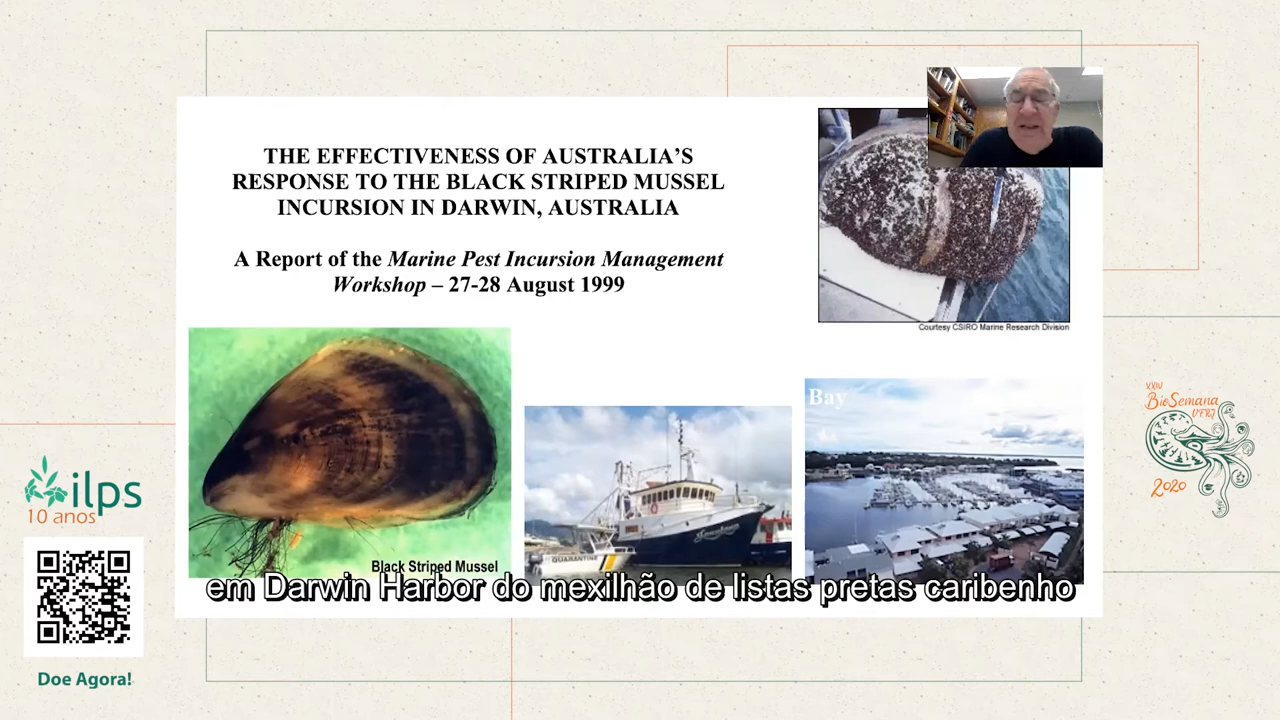 THE EFFECTIVENESS OF AUSTRALIA’S
RESPONSE TO THE BLACK STRIPED MUSSEL
INCURSION IN DARWIN, AUSTRALIA
A Report of the Marine Pest Incursion Management
Workshop – 27-28 August 1999
Courtesy CSIRO Marine Research Division
Bay
QUARANTINE
Black Striped Mussel
em Darwin Harbor do mexilhão de listas pretas caribenho
ilps
10 anos
Doe Agora!
XXIV
BioSemana
UFRJ
2020